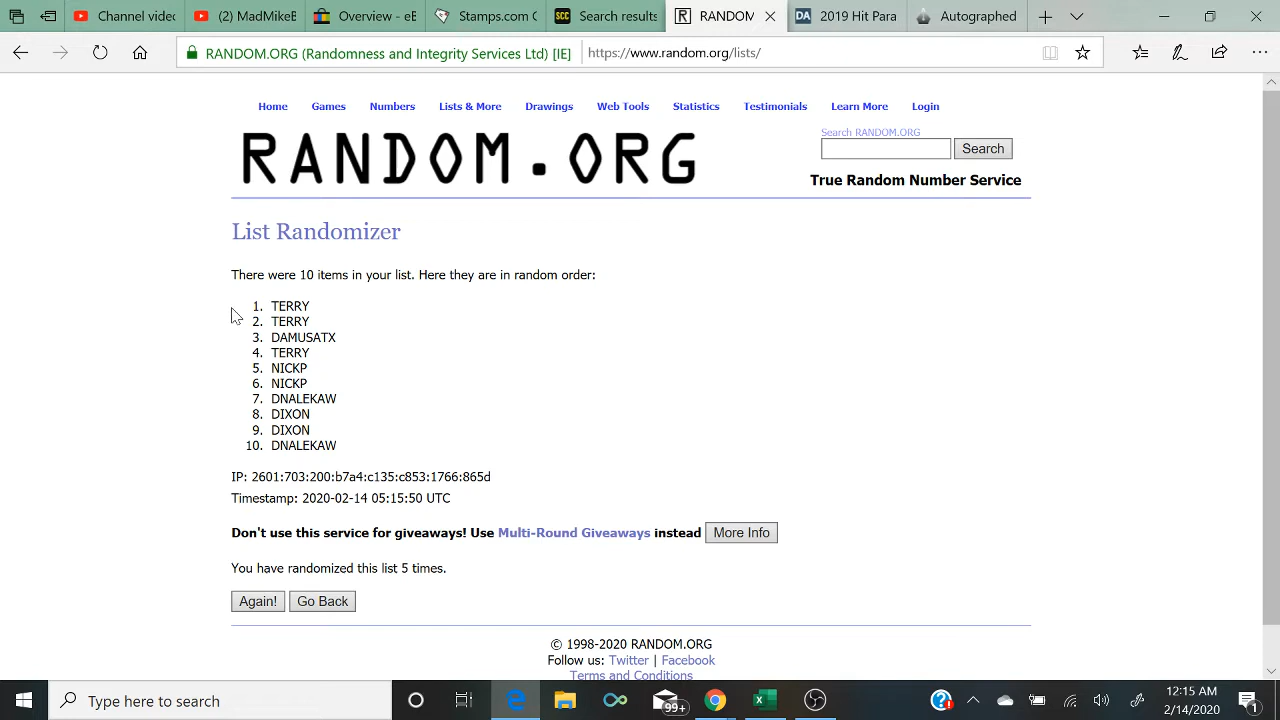 Channel video
MadMikeB
Overview - eB
Stamps.com C
SCC Showcase
RANDOM
DA 2019 Hit Para
Autographed
RANDOM.ORG (Randomness and Integrity Services Ltd) [IE]
https://www.random.org/lists/
Home Games Numbers Lists & More Drawings Web Tools Statistics Testimonials Learn More Login
RANDOM.ORG
Search RANDOM.ORG
Search
True Random Number Service
List Randomizer
There were 10 items in your list. Here they are in random order:
1. TERRY
2. TERRY
3. DAMUSATX
4. TERRY
5. NICKP
6. NICKP
7. DNALEKAW
8. DIXON
9. DIXON
10. DNALEKAW
IP: 2601:703:200:b7a4:c135:c853:1766:865d
Timestamp: 2020-02-14 05:15:50 UTC
Don't use this service for giveaways! Use Multi-Round Giveaways instead More Info
You have randomized this list 5 times.
Again! Go Back
© 1998-2020 RANDOM.ORG
Follow us: Twitter | Facebook
Terms and Conditions
Type here to search
99+
12:15 AM
2/14/2020
1